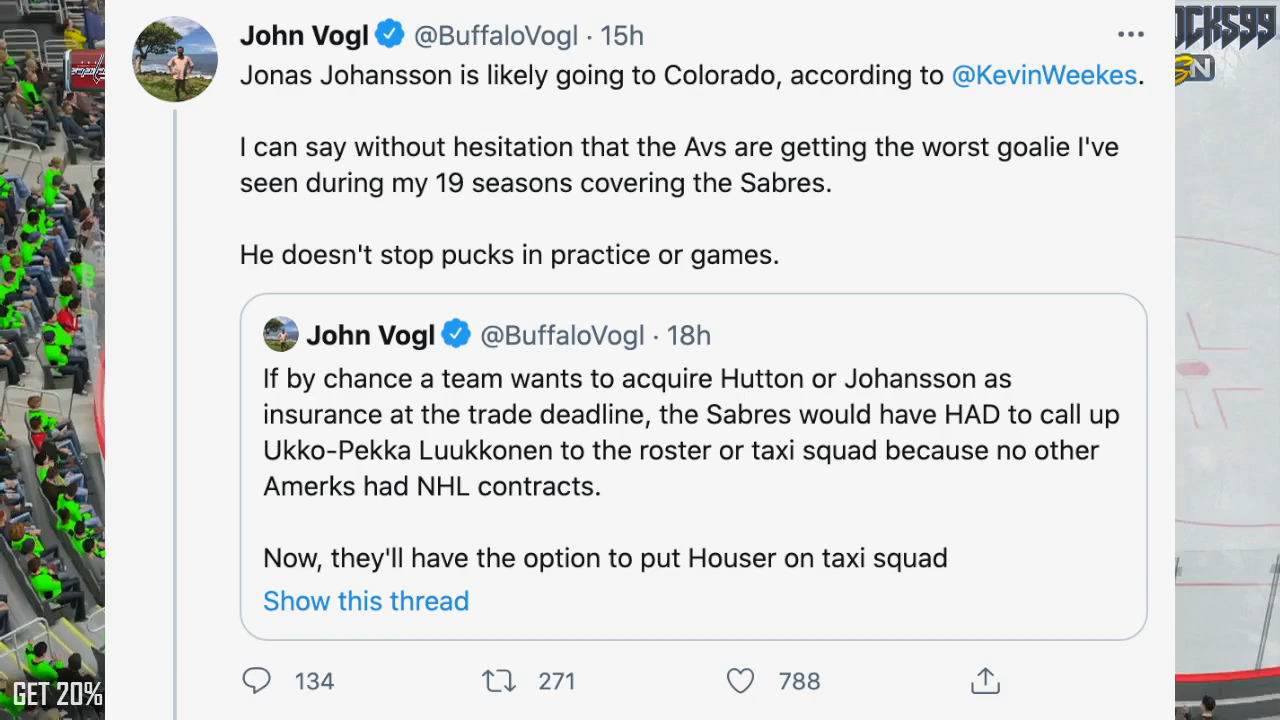 John Vogl @BuffaloVogl · 15h
Jonas Johansson is likely going to Colorado, according to @KevinWeekes.
I can say without hesitation that the Avs are getting the worst goalie I've
seen during my 19 seasons covering the Sabres.
He doesn't stop pucks in practice or games.
John Vogl @BuffaloVogl · 18h
If by chance a team wants to acquire Hutton or Johansson as
insurance at the trade deadline, the Sabres would have HAD to call up
Ukko-Pekka Luukkonen to the roster or taxi squad because no other
Amerks had NHL contracts.
Now, they'll have the option to put Houser on taxi squad
Show this thread
134 271 788
GET 20%